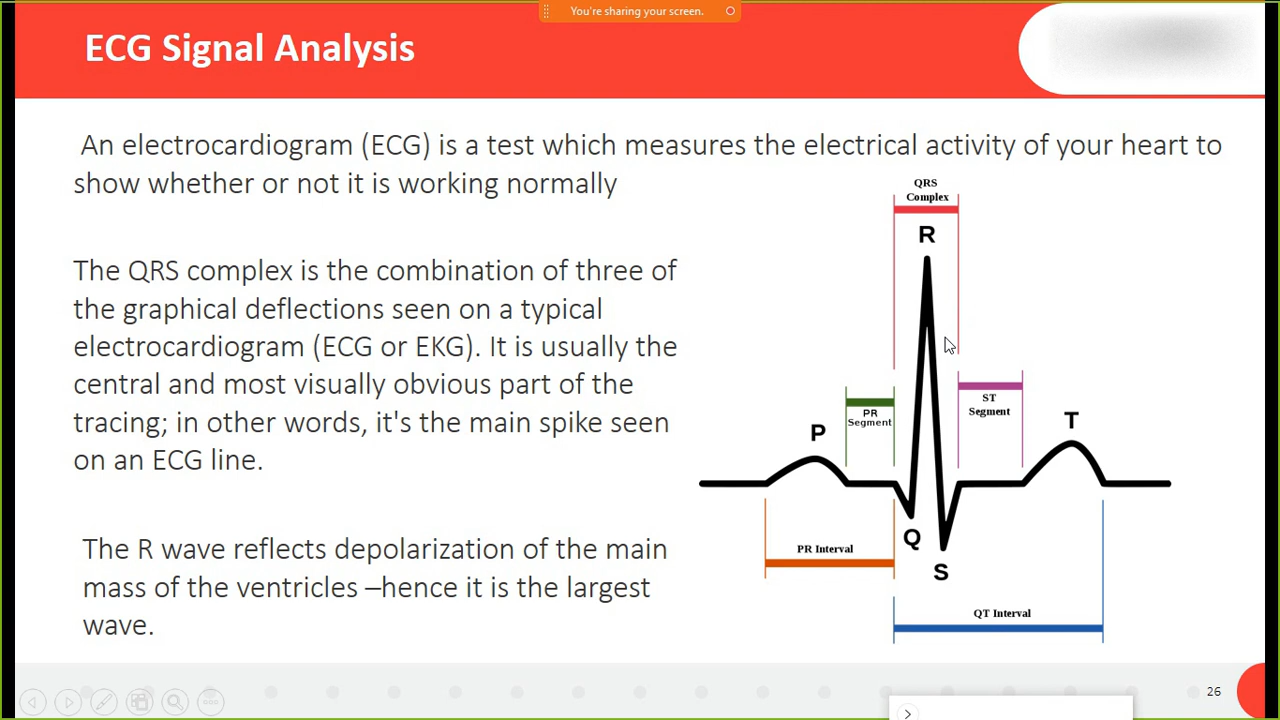 You're sharing your screen.
ECG Signal Analysis
An electrocardiogram (ECG) is a test which measures the electrical activity of your heart to
show whether or not it is working normally
The QRS complex is the combination of three of
the graphical deflections seen on a typical
electrocardiogram (ECG or EKG). It is usually the
central and most visually obvious part of the
tracing; in other words, it's the main spike seen
on an ECG line.
The R wave reflects depolarization of the main
mass of the ventricles –hence it is the largest
wave.
QRS
Complex
R
PR
Segment
ST
Segment
P
T
Q
S
PR Interval
QT Interval
26